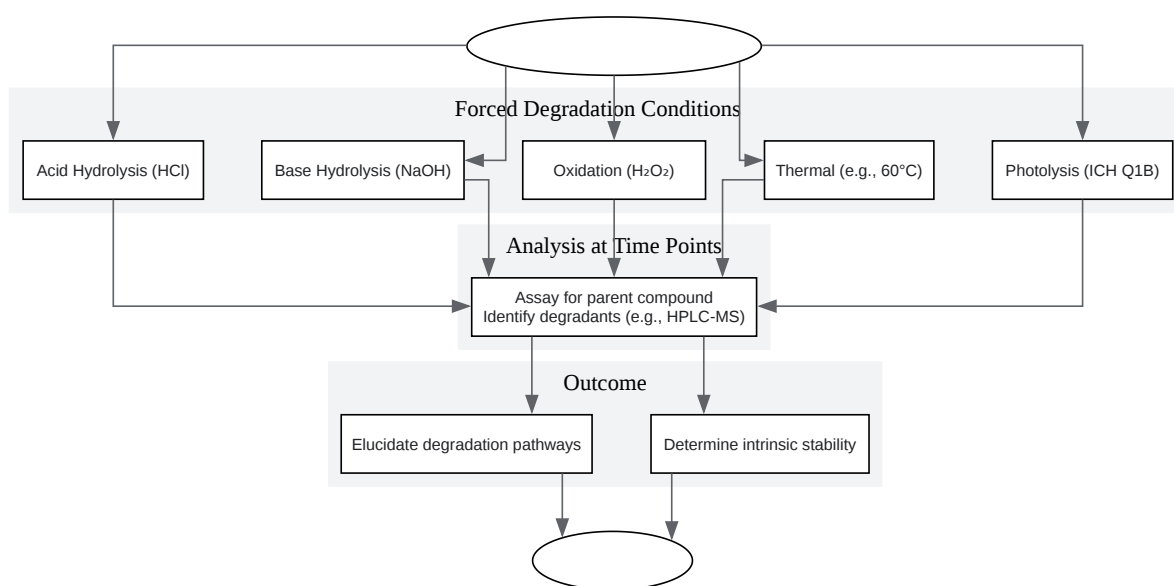 Forced Degradation Conditions
Acid Hydrolysis (HCl)
Base Hydrolysis (NaOH)
Oxidation (H₂O₂)
Thermal (e.g., 60°C)
Photolysis (ICH Q1B)
Analysis at Time Points
Assay for parent compound
Identify degradants (e.g., HPLC-MS)
Outcome
Elucidate degradation pathways
Determine intrinsic stability